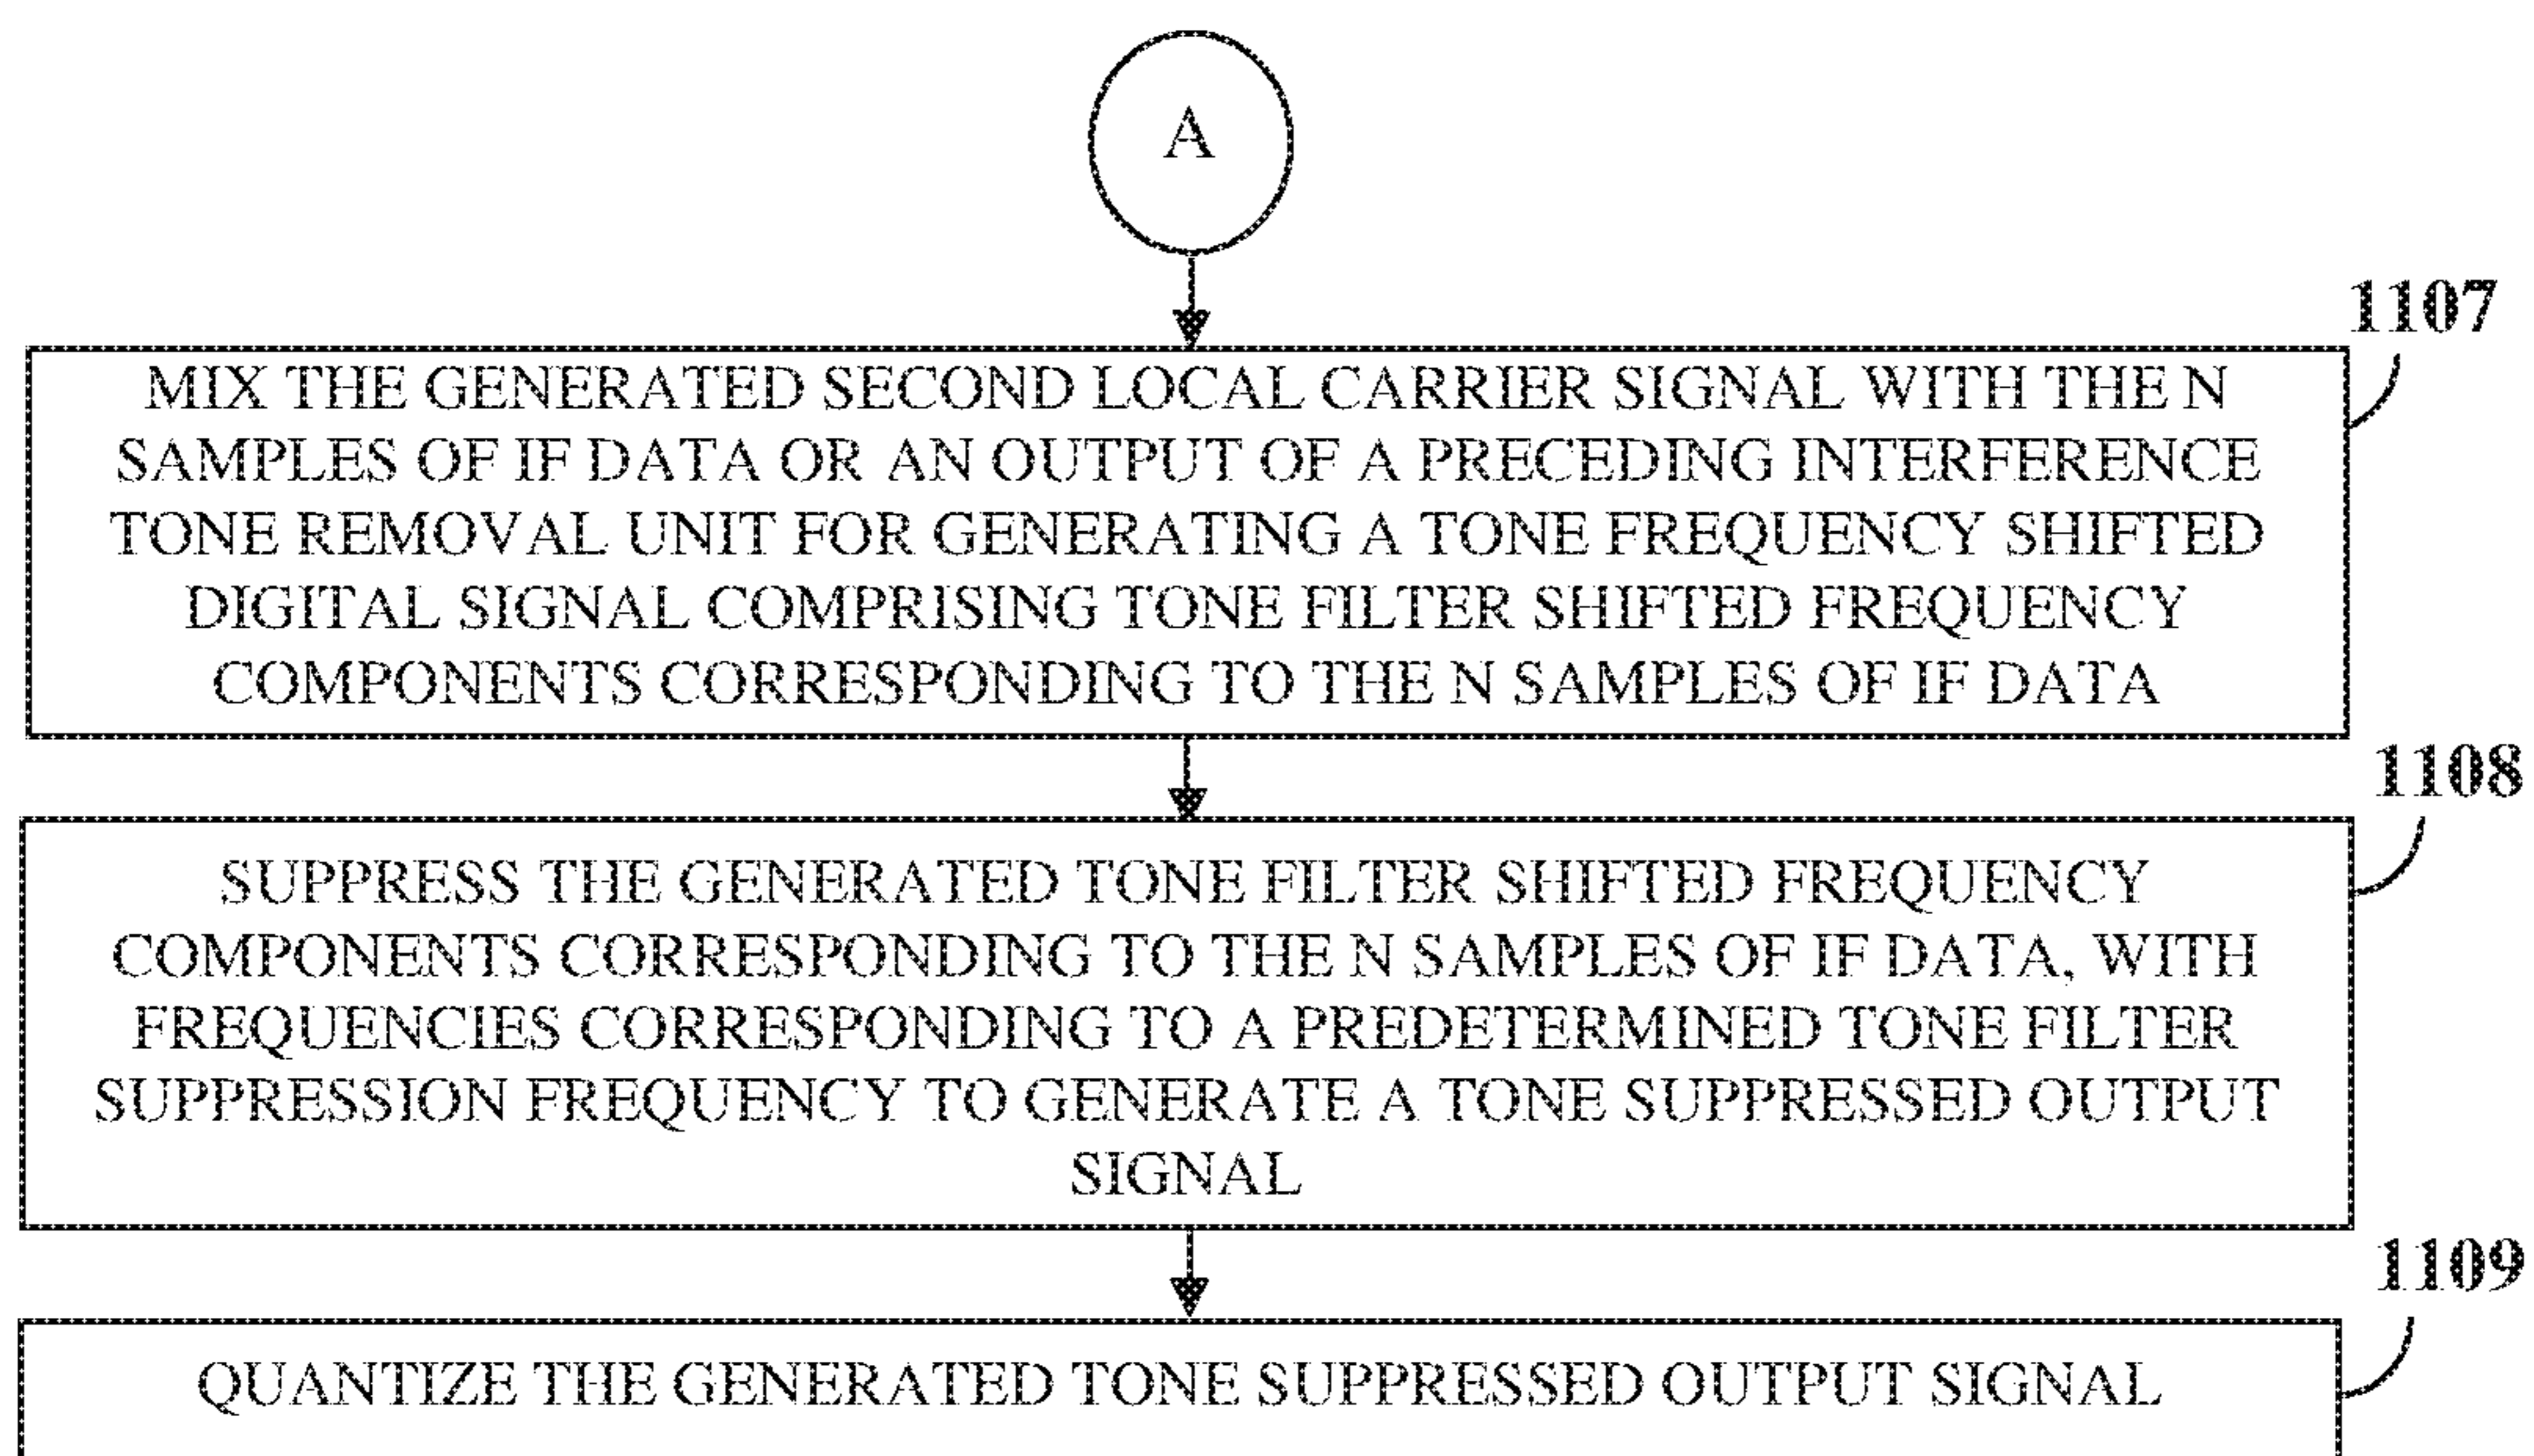 A
1107
MIX THE GENERATED SECOND LOCAL CARRIER SIGNAL WITH THE N
SAMPLES OF IF DATA OR AN OUTPUT OF A PRECEDING INTERFERENCE
TONE REMOVAL UNIT FOR GENERATING A TONE FREQUENCY SHIFTED
DIGITAL SIGNAL COMPRISING TONE FILTER SHIFTED FREQUENCY
COMPONENTS CORRESPONDING TO THE N SAMPLES OF IF DATA
1108
SUPPRESS THE GENERATED TONE FILTER SHIFTED FREQUENCY
COMPONENTS CORRESPONDING TO THE N SAMPLES OF IF DATA, WITH
FREQUENCIES CORRESPONDING TO A PREDETERMINED TONE FILTER
SUPPRESSION FREQUENCY TO GENERATE A TONE SUPPRESSED OUTPUT
SIGNAL
1109
QUANTIZE THE GENERATED TONE SUPPRESSED OUTPUT SIGNAL